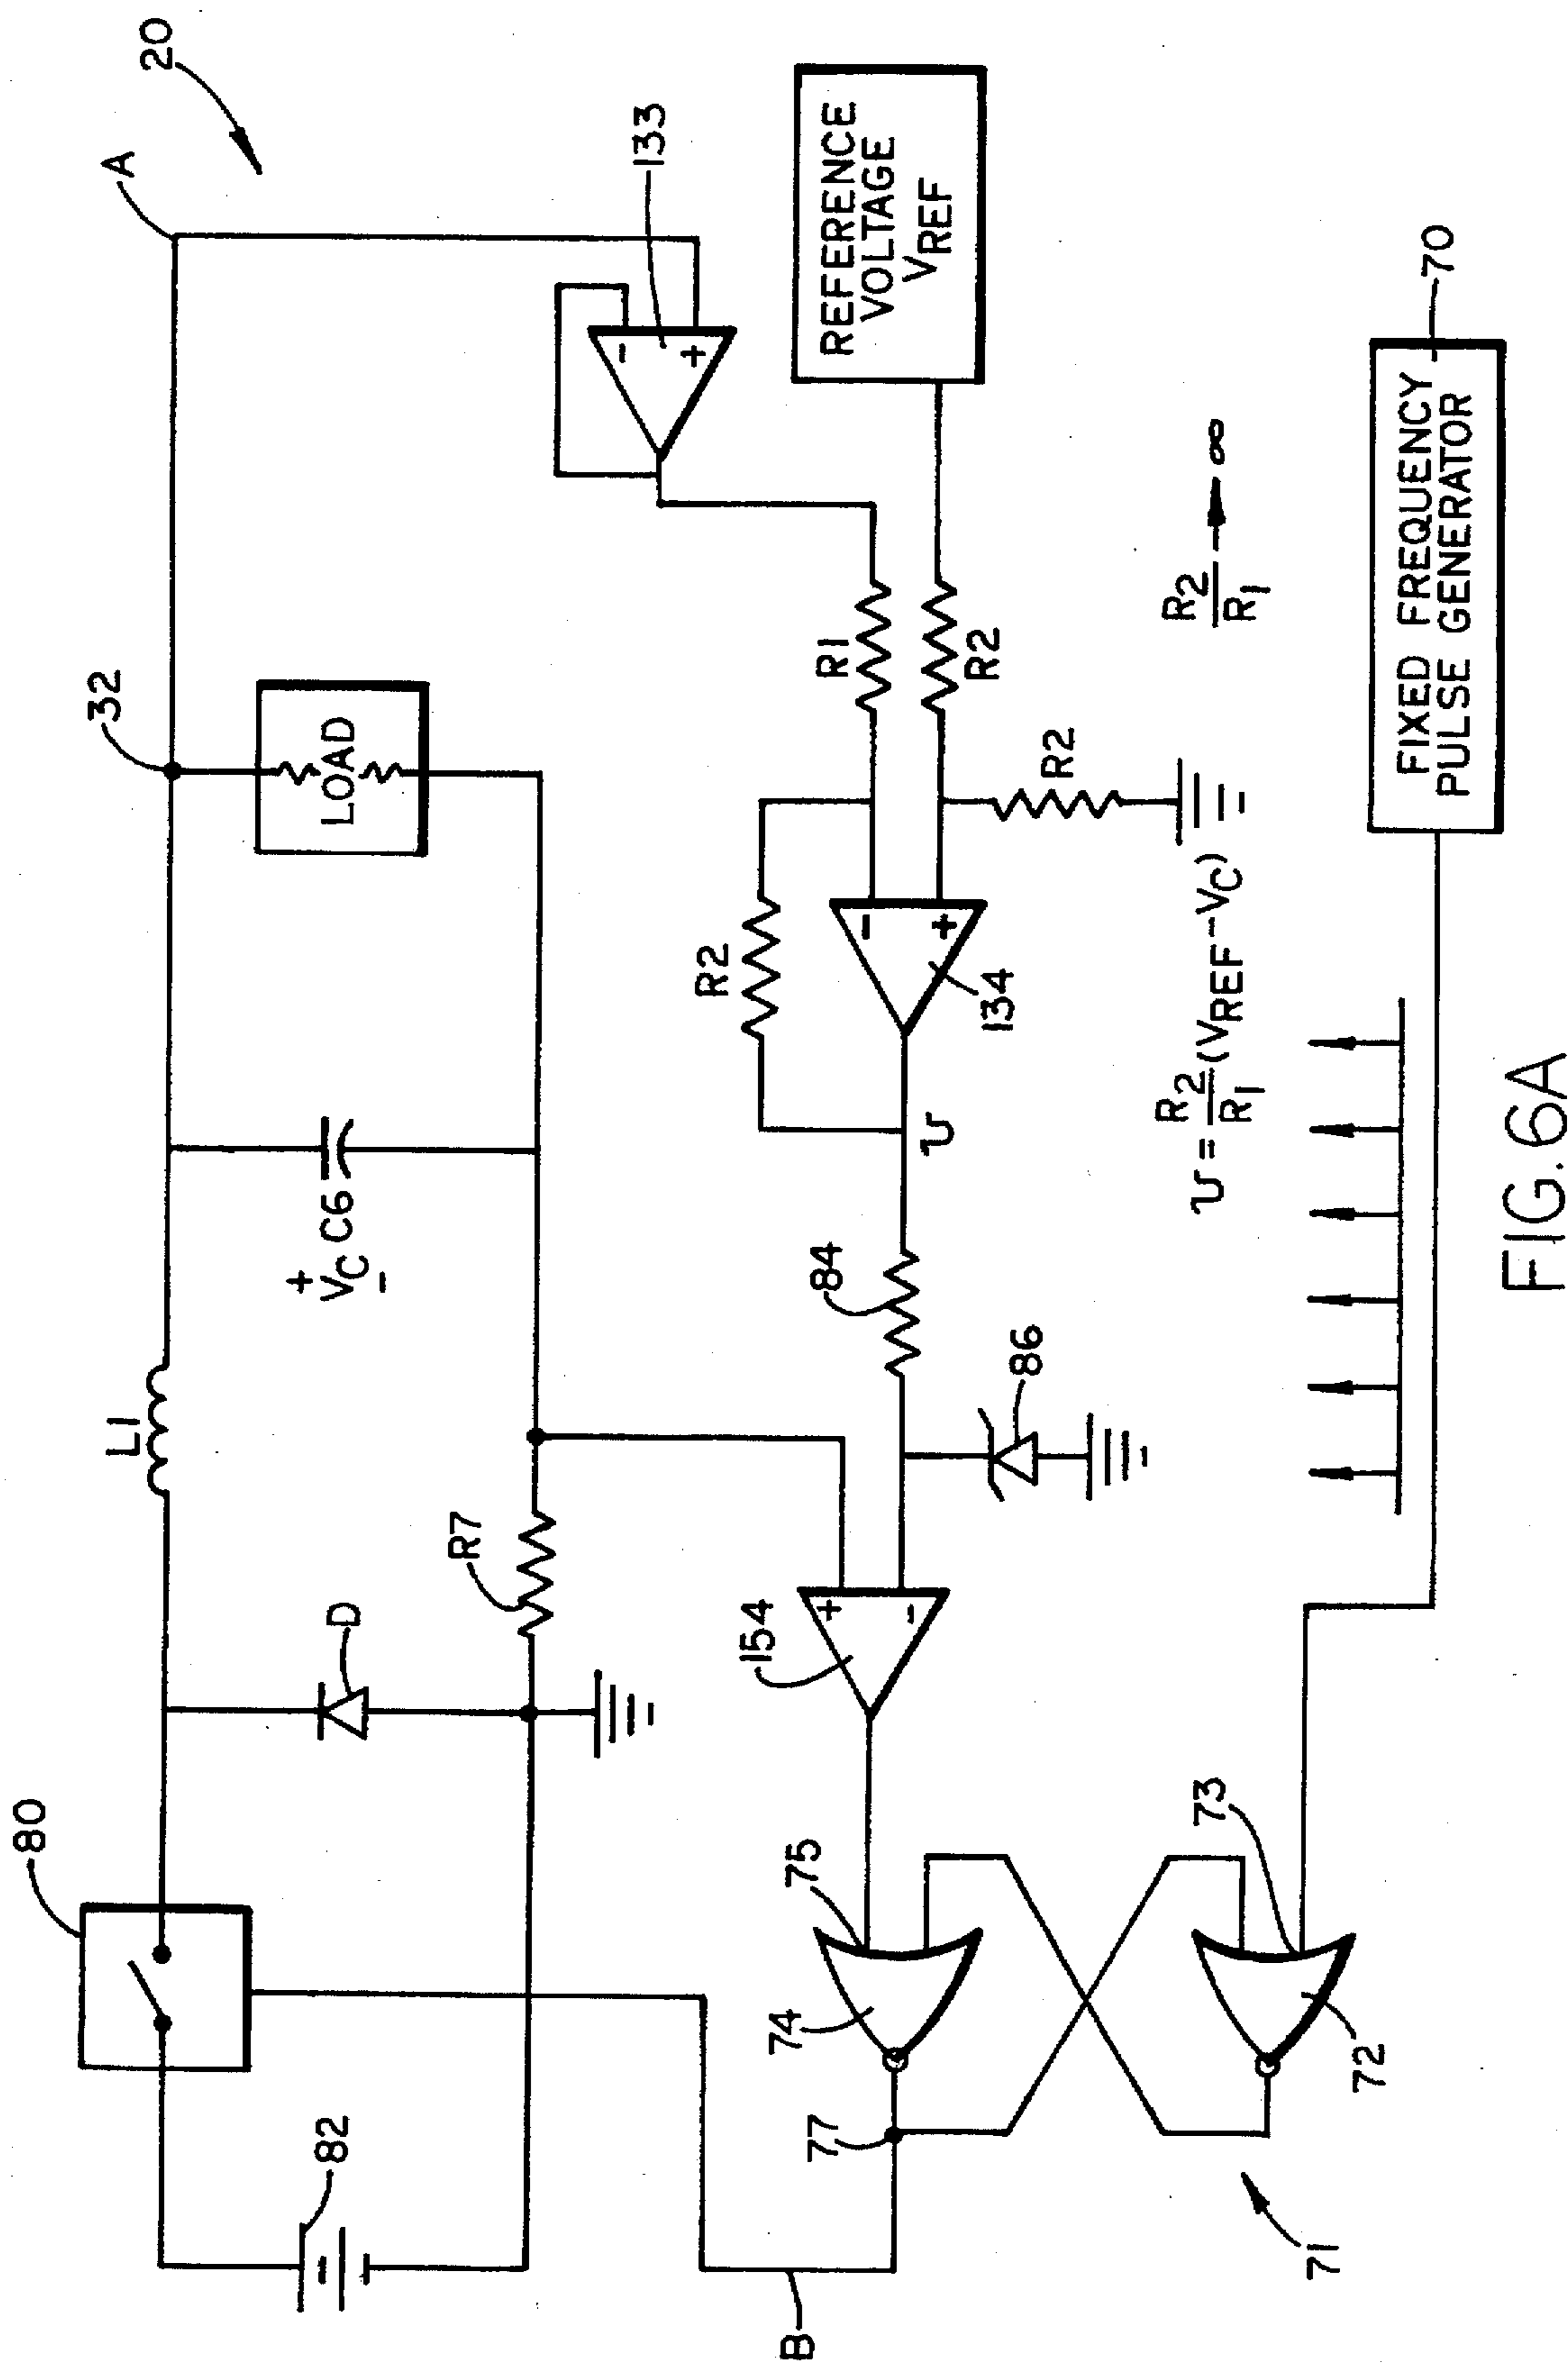 20
A
80
L1
32
82
D
+
VC
-
C6
LOAD
R7
133
-
+
REFERENCE
VOLTAGE
VREF
B
154
+
-
84
86
R2
R1
R2
R2
134
-
+
υ
υ = R2/R1 (VREF-VC)
R2/R1 → ∞
77
74
75
73
72
71
FIXED FREQUENCY
PULSE GENERATOR
70
FIG. 6A